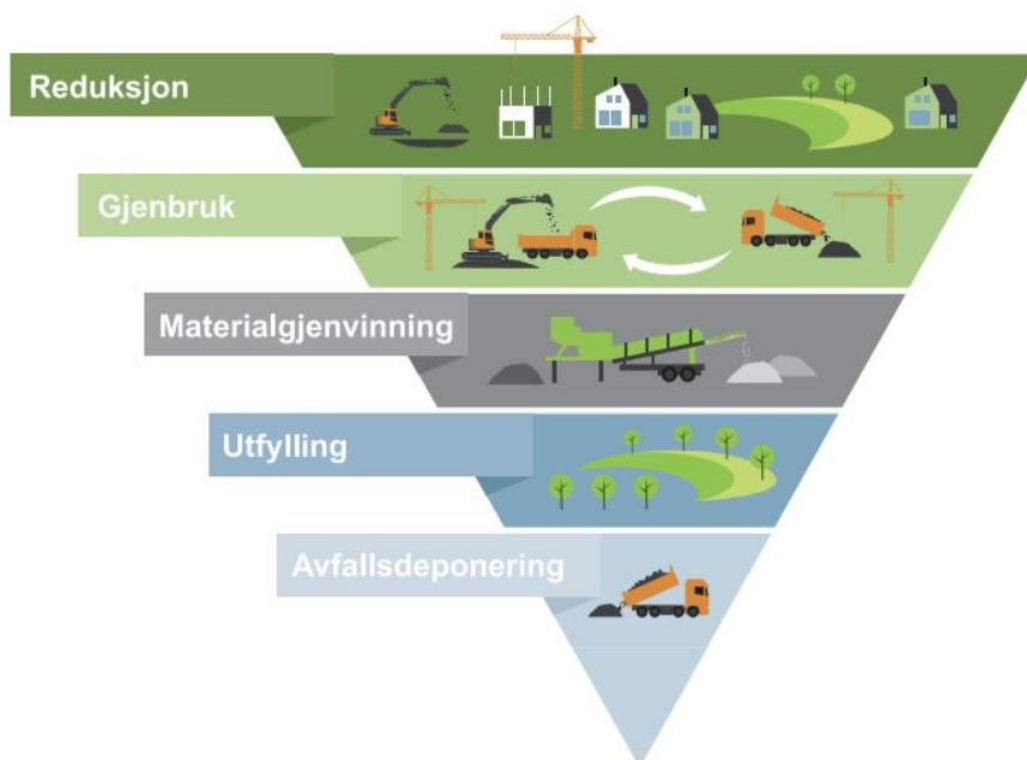 Reduksjon
Gjenbruk
Materialgjenvinning
Utfylling
Avfallsdeponering